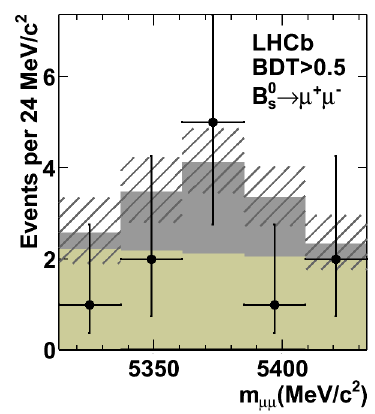 Events per 24 MeV/c²
6
4
2
0
LHCb
BDT>0.5
B⁰ₛ→μ⁺μ⁻
5350
5400
mμμ(MeV/c²)